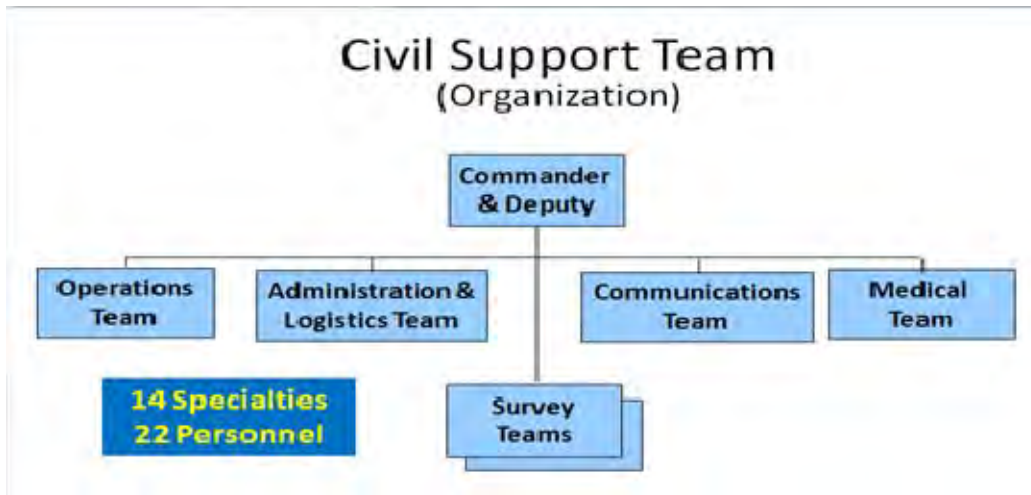 Civil Support Team
(Organization)
Commander
& Deputy
Operations
Team
Administration &
Logistics Team
Communications
Team
Medical
Team
14 Specialties
22 Personnel
Survey
Teams